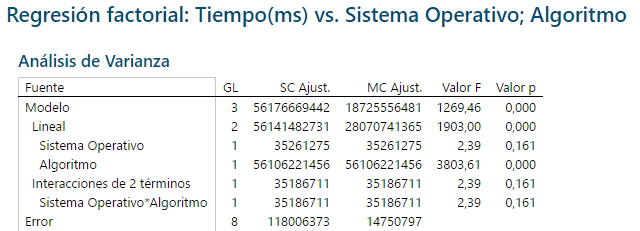 Regresión factorial: Tiempo(ms) vs. Sistema Operativo; Algoritmo
Análisis de Varianza
Fuente GL SC Ajust. MC Ajust. Valor F Valor p
Modelo 3 56176669442 18725556481 1269,46 0,000
Lineal 2 56141482731 28070741365 1903,00 0,000
Sistema Operativo 1 35261275 35261275 2,39 0,161
Algoritmo 1 56106221456 56106221456 3803,61 0,000
Interacciones de 2 términos 1 35186711 35186711 2,39 0,161
Sistema Operativo*Algoritmo 1 35186711 35186711 2,39 0,161
Error 8 118006373 14750797